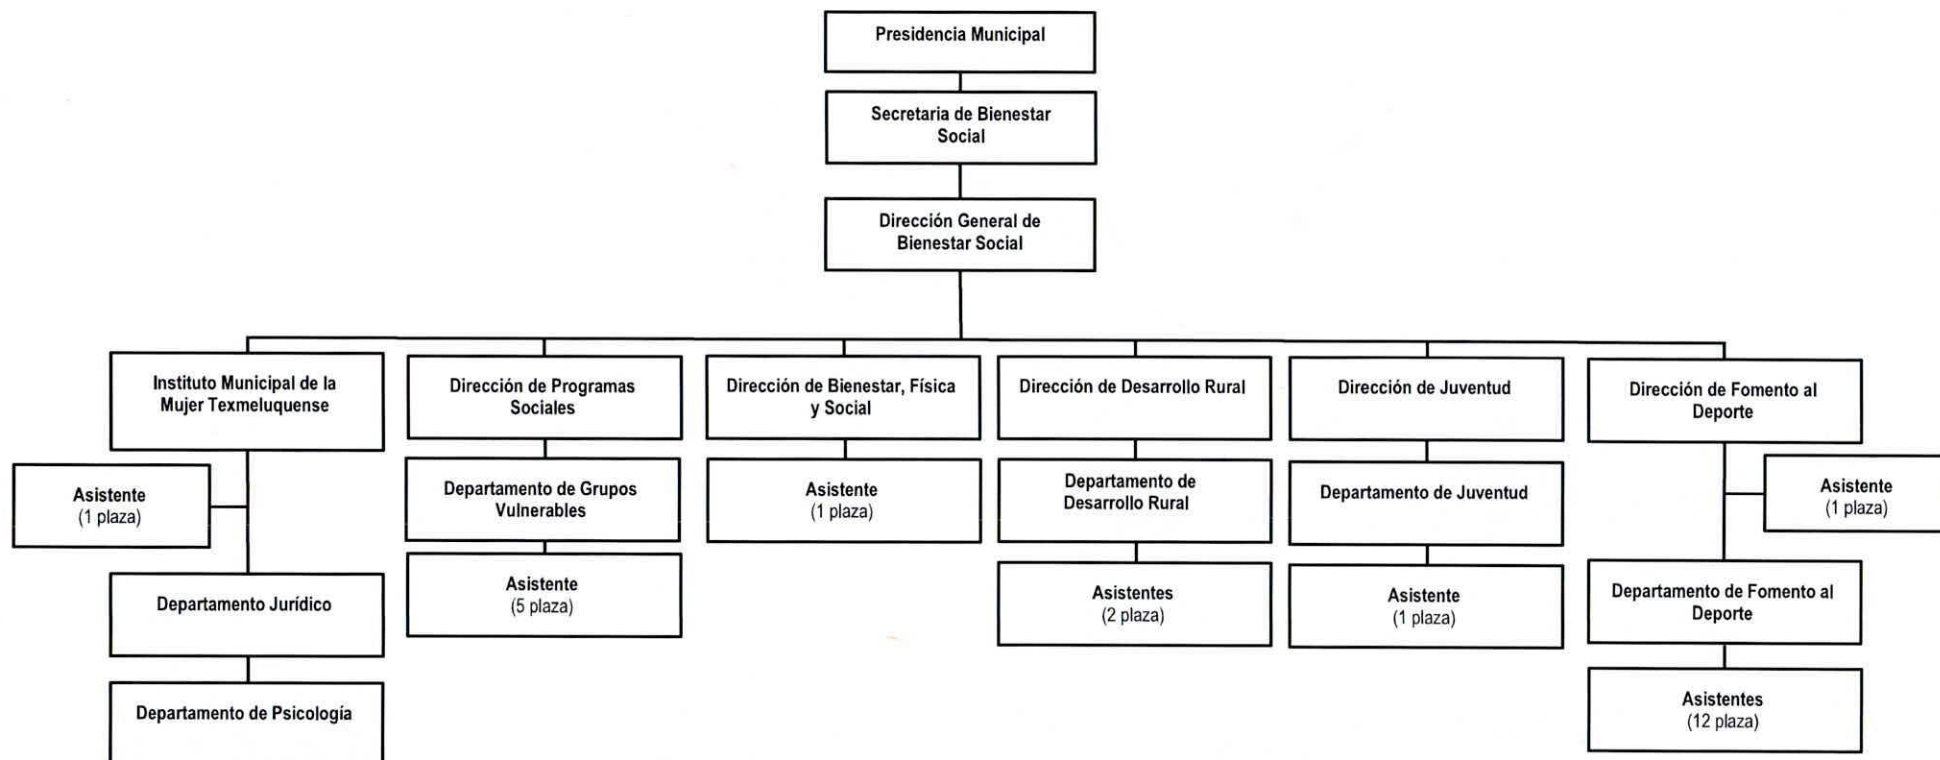 Presidencia Municipal
Secretaria de Bienestar
Social
Dirección General de
Bienestar Social
Instituto Municipal de la
Mujer Texmeluquense
Dirección de Programas
Sociales
Dirección de Bienestar, Física
y Social
Dirección de Desarrollo Rural
Dirección de Juventud
Dirección de Fomento al
Deporte
Asistente
(1 plaza)
Departamento de Grupos
Vulnerables
Asistente
(1 plaza)
Departamento de
Desarrollo Rural
Departamento de Juventud
Asistente
(1 plaza)
Departamento Jurídico
Asistente
(5 plaza)
Asistentes
(2 plaza)
Asistente
(1 plaza)
Departamento de Fomento al
Deporte
Departamento de Psicología
Asistentes
(12 plaza)